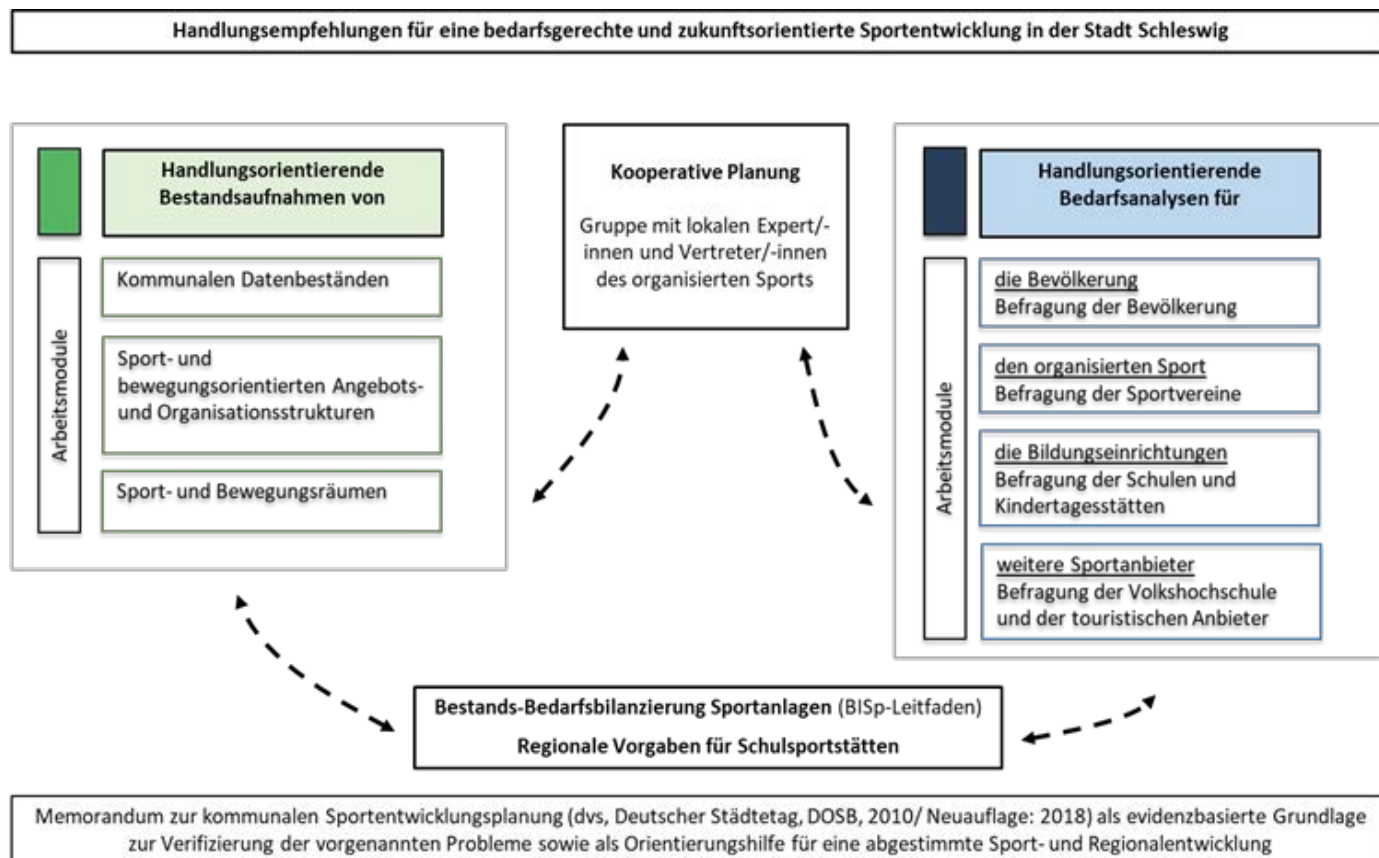 Handlungsempfehlungen für eine bedarfsgerechte und zukunftsorientierte Sportentwicklung in der Stadt Schleswig
Handlungsorientierende
Bestandsaufnahmen von
Arbeitsmodule
Kommunalen Datenbeständen
Sport- und
bewegungsorientierten Angebots-
und Organisationsstrukturen
Sport- und Bewegungsräumen
Kooperative Planung
Gruppe mit lokalen Expert/-
innen und Vertreter/-innen
des organisierten Sports
Handlungsorientierende
Bedarfsanalysen für
Arbeitsmodule
die Bevölkerung
Befragung der Bevölkerung
den organisierten Sport
Befragung der Sportvereine
die Bildungseinrichtungen
Befragung der Schulen und
Kindertagesstätten
weitere Sportanbieter
Befragung der Volkshochschule
und der touristischen Anbieter
Bestands-Bedarfsbilanzierung Sportanlagen (BISp-Leitfaden)
Regionale Vorgaben für Schulsportstätten
Memorandum zur kommunalen Sportentwicklungsplanung (dvs, Deutscher Städtetag, DOSB, 2010/ Neuauflage: 2018) als evidenzbasierte Grundlage
zur Verifizierung der vorgenannten Probleme sowie als Orientierungshilfe für eine abgestimmte Sport- und Regionalentwicklung